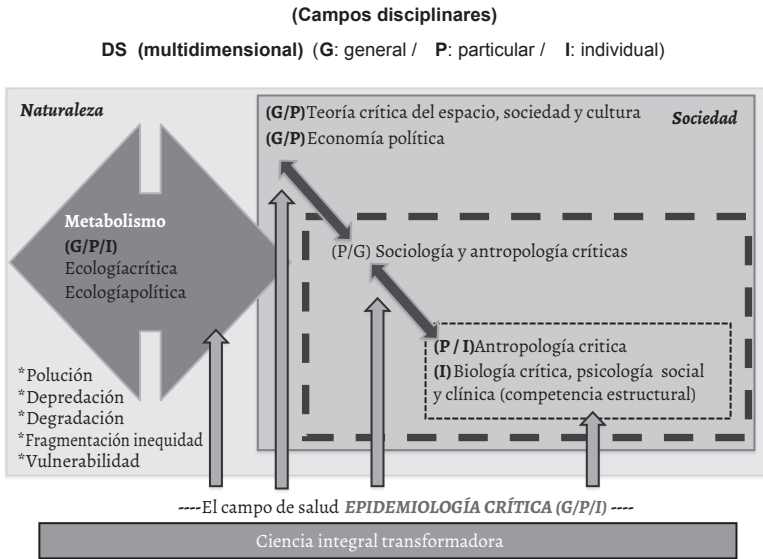 (Campos disciplinares)
DS (multidimensional) (G: general / P: particular / I: individual)
Naturaleza
(G/P)Teoría crítica del espacio, sociedad y cultura
Sociedad
(G/P)Economía política
Metabolismo
(G/P/I)
Ecologíacrítica
Ecologíapolítica
(P/G) Sociología y antropología críticas
(P / I)Antropología critica
(I) Biología crítica, psicología social
y clínica (competencia estructural)
*Polución
*Depredación
*Degradación
*Fragmentación inequidad
*Vulnerabilidad
----El campo de salud EPIDEMIOLOGÍA CRÍTICA (G/P/I) ----
Ciencia integral transformadora